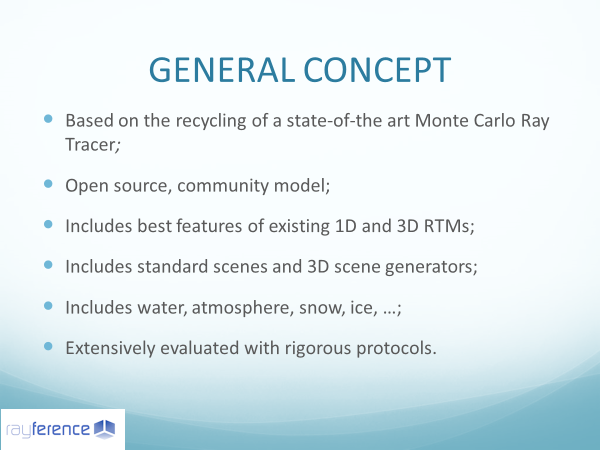 GENERAL CONCEPT
• Based on the recycling of a state-of-the art Monte Carlo Ray
Tracer;
• Open source, community model;
• Includes best features of existing 1D and 3D RTMs;
• Includes standard scenes and 3D scene generators;
• Includes water, atmosphere, snow, ice, …;
• Extensively evaluated with rigorous protocols.
rayference